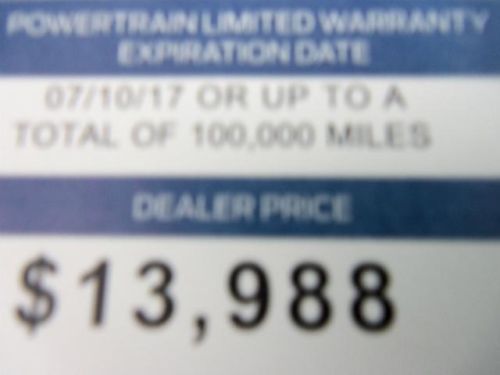 POWERTRAIN LIMITED WARRANTY
EXPIRATION DATE
07/10/17 OR UP TO A
TOTAL OF 100,000 MILES
DEALER PRICE
$13,988